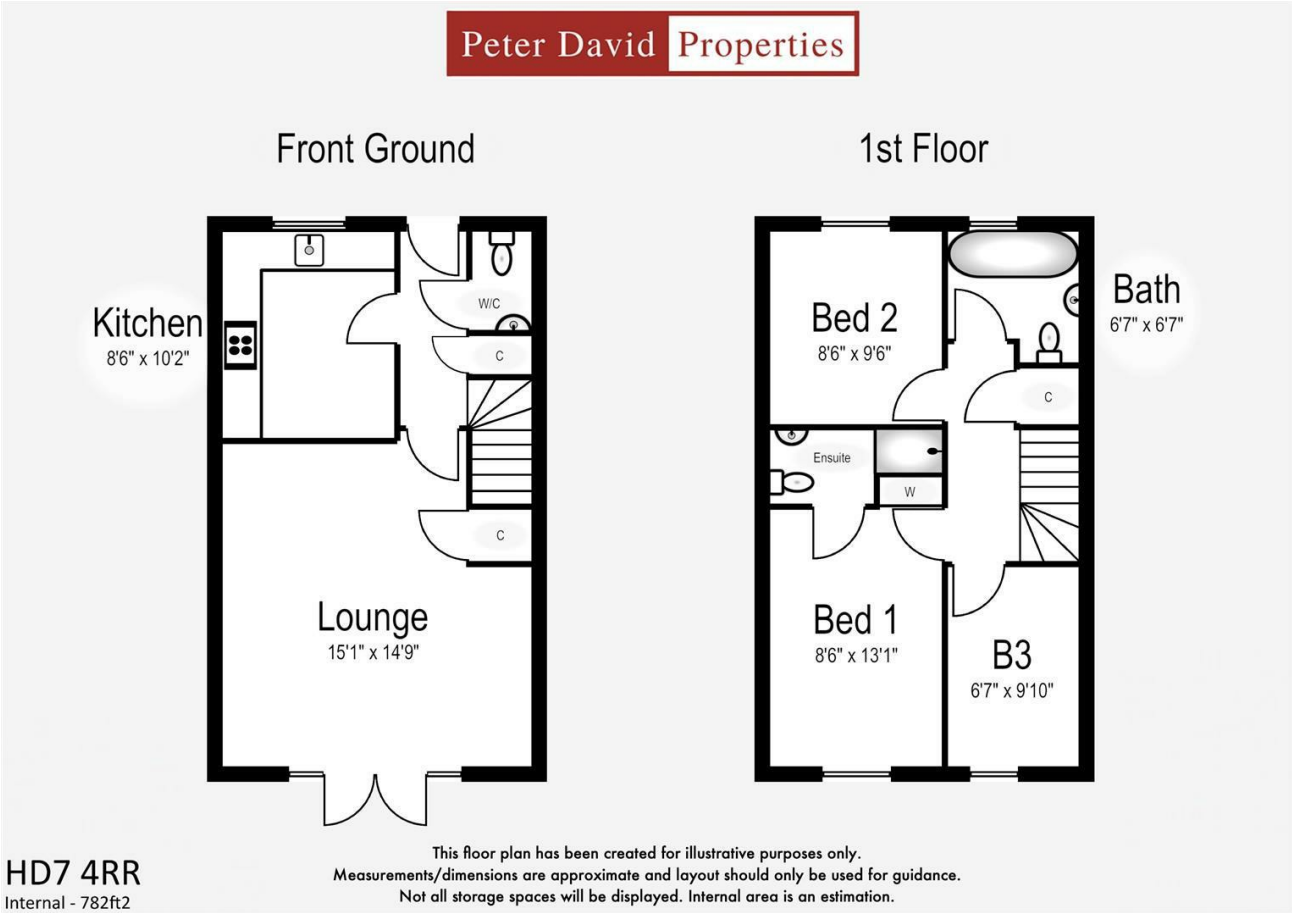 Peter David Properties
Front Ground
1st Floor
Kitchen
8'6" x 10'2"
W/C
C
C
Lounge
15'1" x 14'9"
Bed 2
8'6" x 9'6"
Bath
6'7" x 6'7"
C
Ensuite
W
Bed 1
8'6" x 13'1"
B3
6'7" x 9'10"
HD7 4RR
Internal - 782ft2
This floor plan has been created for illustrative purposes only.
Measurements/dimensions are approximate and layout should only be used for guidance.
Not all storage spaces will be displayed. Internal area is an estimation.